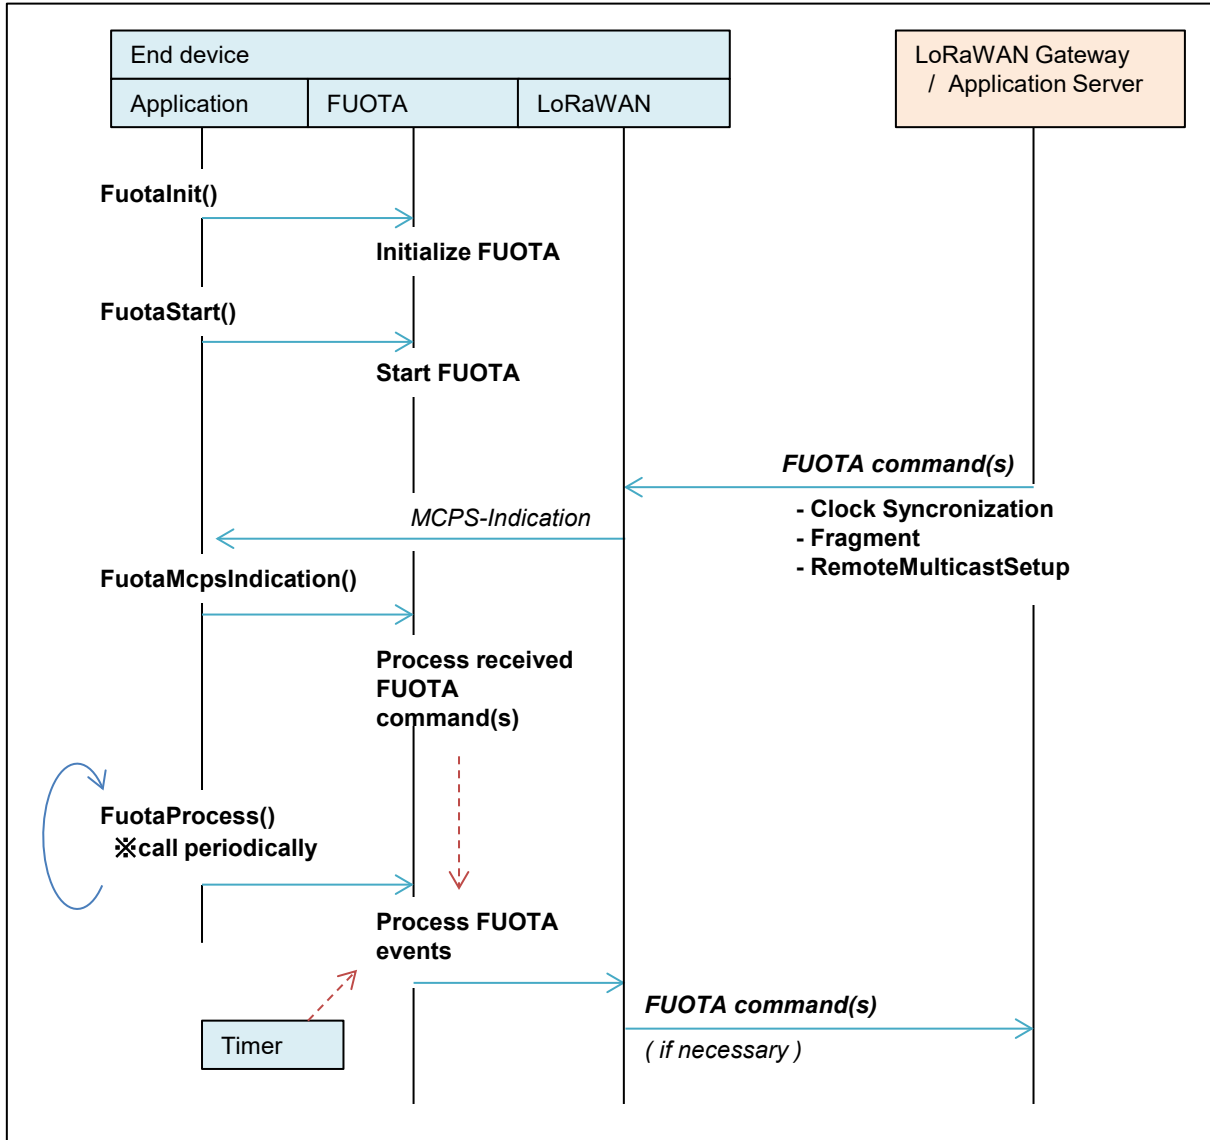 End device
LoRaWAN Gateway
/ Application Server
Application
FUOTA
LoRaWAN
FuotaInit()
Initialize FUOTA
FuotaStart()
Start FUOTA
FUOTA command(s)
- Clock Syncronization
- Fragment
- RemoteMulticastSetup
MCPS-Indication
FuotaMcpsIndication()
Process received
FUOTA
command(s)
FuotaProcess()
※call periodically
Process FUOTA
events
FUOTA command(s)
( if necessary )
Timer